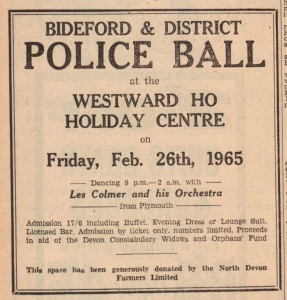 BIDEFORD & DISTRICT
POLICE BALL
at the
WESTWARD HO
HOLIDAY CENTRE
on
Friday, Feb. 26th, 1965
Dancing 9 p.m.—2 a.m. with
Les Colmer and his Orchestra
from Plymouth
Admission 17/6 including Buffet. Evening Dress or Lounge Suit.
Licensed Bar. Admission by ticket only, numbers limited. Proceeds
in aid of the Devon Constabulary Widows and Orphans' Fund
This space has been generously donated by the North Devon
Farmers Limited